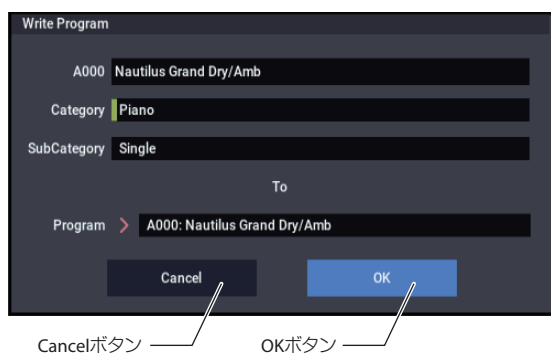 Write Program
A000 Nautilus Grand Dry/Amb
Category Piano
SubCategory Single
To
Program > A000: Nautilus Grand Dry/Amb
Cancel OK
Cancelボタン OKボタン